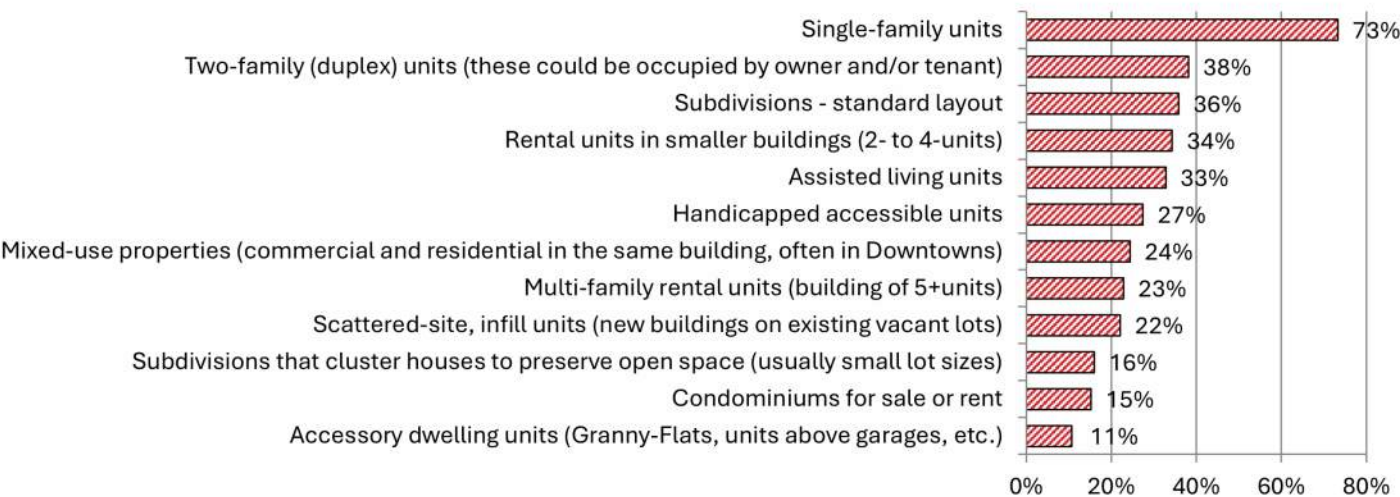 Single-family units 73%
Two-family (duplex) units (these could be occupied by owner and/or tenant) 38%
Subdivisions - standard layout 36%
Rental units in smaller buildings (2- to 4-units) 34%
Assisted living units 33%
Handicapped accessible units 27%
Mixed-use properties (commercial and residential in the same building, often in Downtowns) 24%
Multi-family rental units (building of 5+units) 23%
Scattered-site, infill units (new buildings on existing vacant lots) 22%
Subdivisions that cluster houses to preserve open space (usually small lot sizes) 16%
Condominiums for sale or rent 15%
Accessory dwelling units (Granny-Flats, units above garages, etc.) 11%
0% 20% 40% 60% 80%